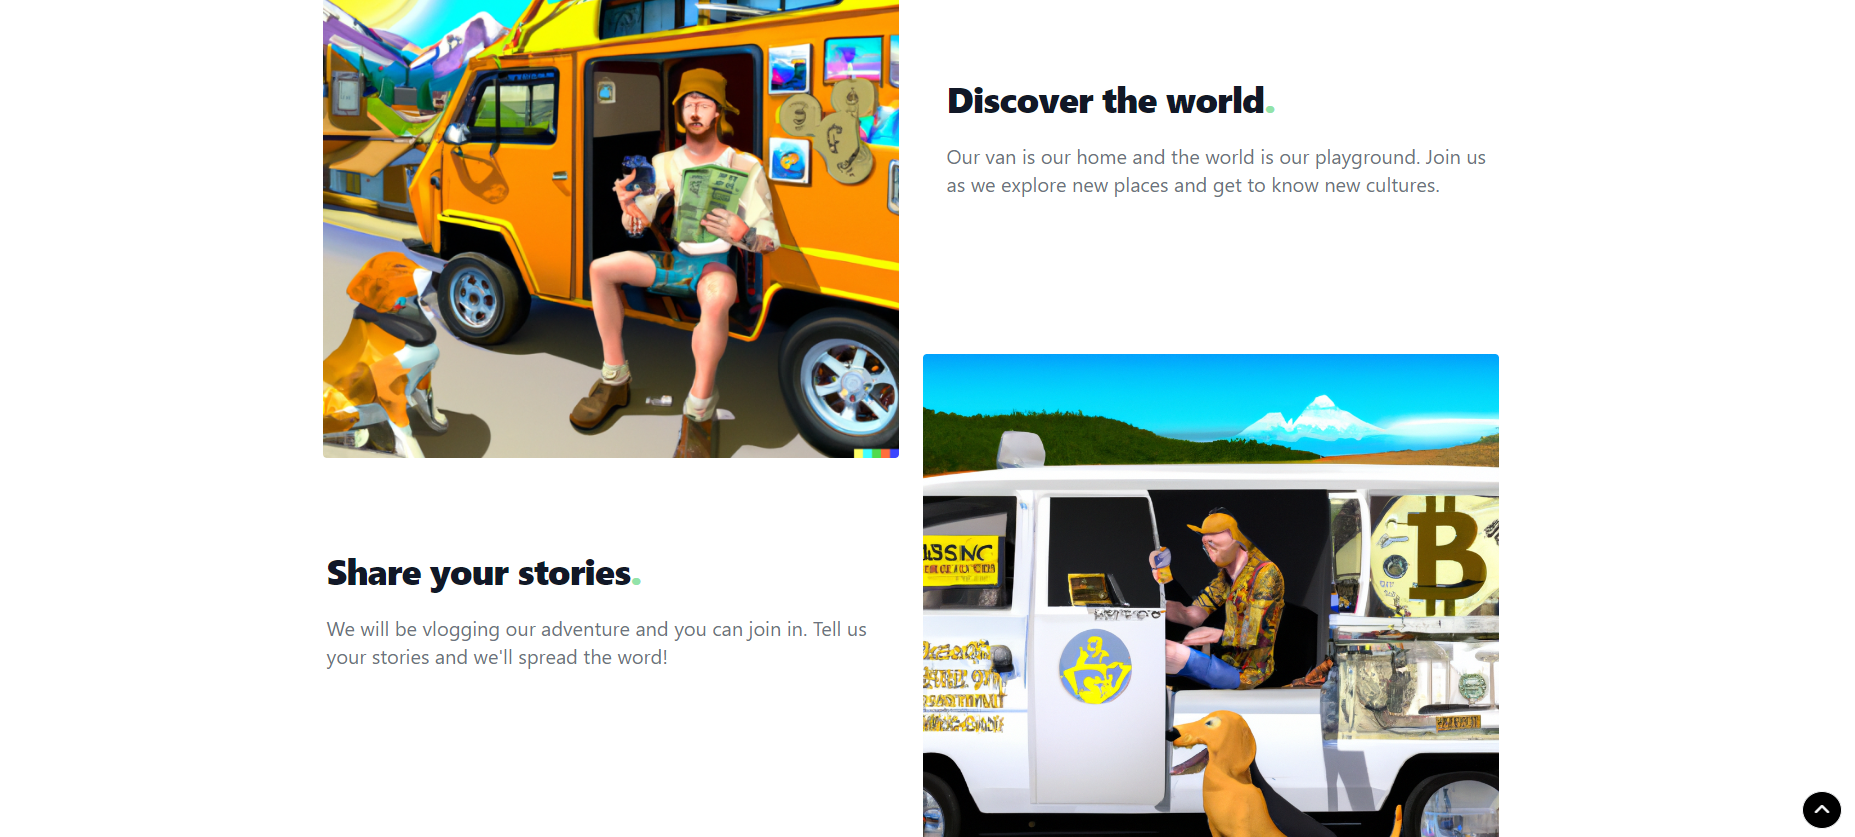 Discover the world.
Our van is our home and the world is our playground. Join us
as we explore new places and get to know new cultures.
Share your stories.
We will be vlogging our adventure and you can join in. Tell us
your stories and we'll spread the word!